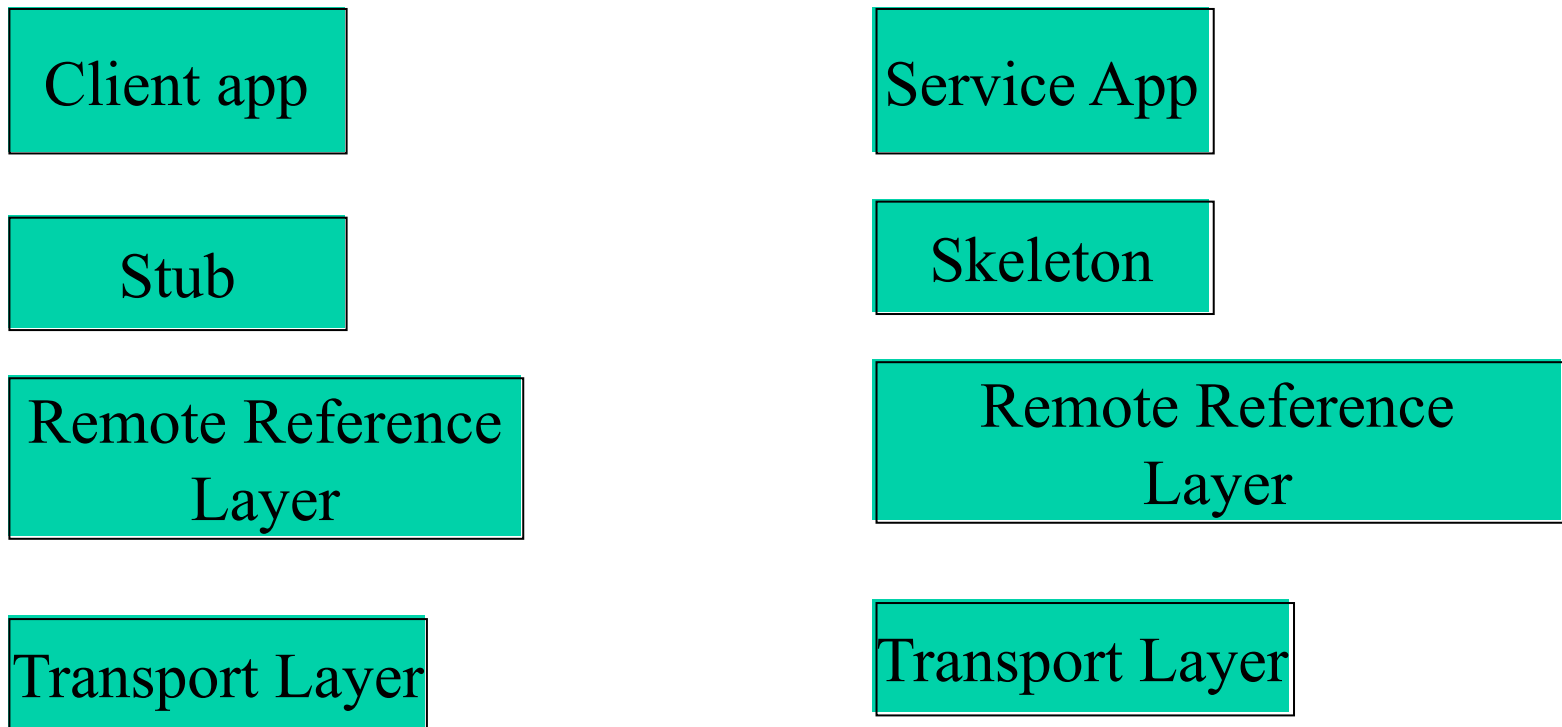 Client app
Service App
Stub
Skeleton
Remote Reference
Layer
Remote Reference
Layer
Transport Layer
Transport Layer